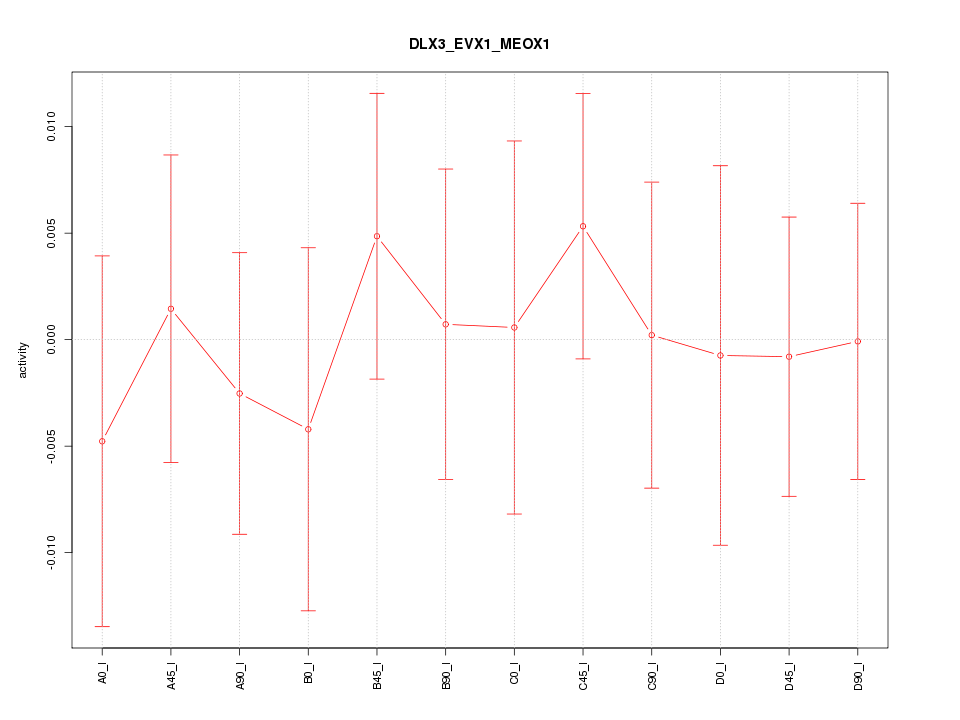 DLX3_EVX1_MEOX1
activity
0.010
0.005
0.000
-0.005
-0.010
A0_I
A45_I
A90_I
B0_I
B45_I
B90_I
C0_I
C45_I
C90_I
D0_I
D45_I
D90_I